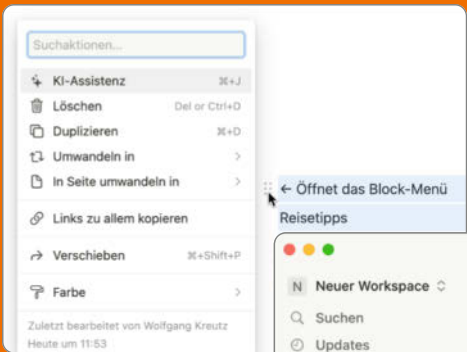 Suchaktionen...
KI-Assistenz ⌘+J
Löschen Del or Ctrl+D
Duplizieren ⌘+D
Umwandeln in
In Seite umwandeln in
Links zu allem kopieren
Verschieben ⌘+Shift+P
Farbe
Zuletzt bearbeitet von Wolfgang Kreutz
Heute um 11:53
← Öffnet das Block-Menü
Reisetipps
N Neuer Workspace
Suchen
Updates